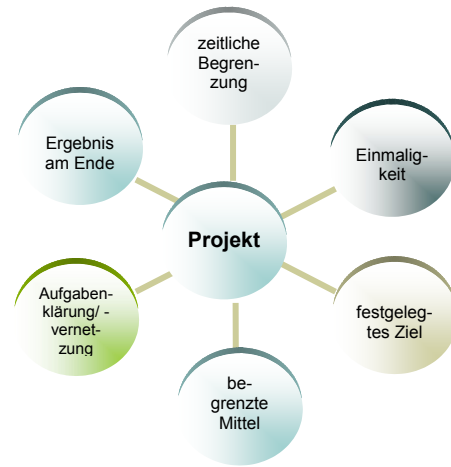 zeitliche
Begren-
zung
Ergebnis
am Ende
Einmalig-
keit
Projekt
Aufgaben-
klärung/ -
vernet-
zung
festgeleg-
tes Ziel
be-
grenzte
Mittel